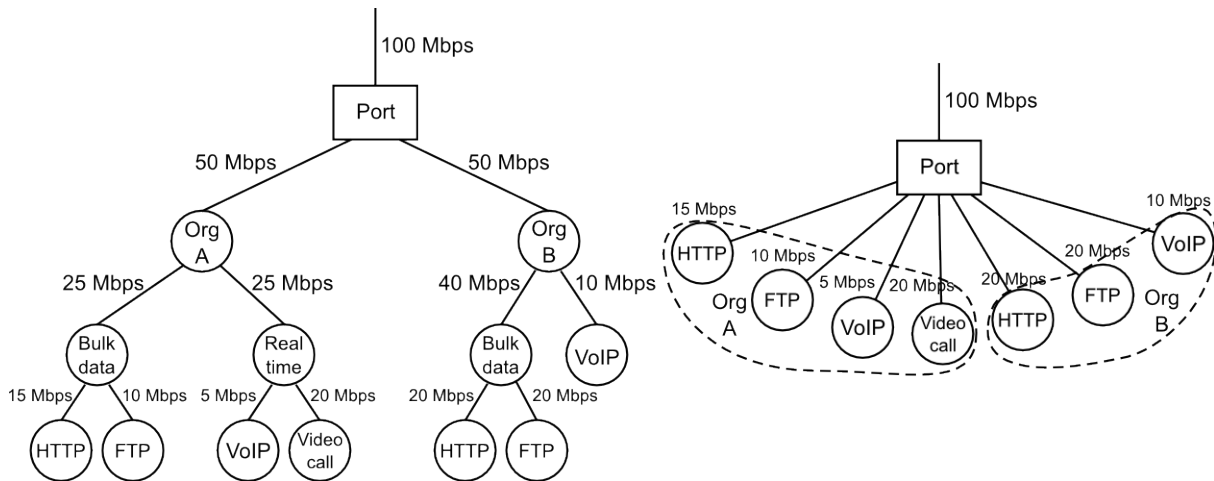 100 Mbps
Port
50 Mbps
50 Mbps
Org
A
Org
B
25 Mbps
25 Mbps
40 Mbps
10 Mbps
Bulk
data
Real
time
Bulk
data
VoIP
15 Mbps
10 Mbps
5 Mbps
20 Mbps
20 Mbps
20 Mbps
HTTP
FTP
VoIP
Video
call
HTTP
FTP
100 Mbps
Port
15 Mbps
10 Mbps
HTTP
VoIP
10 Mbps
20 Mbps
5 Mbps
20 Mbps
20 Mbps
Org
A
FTP
VoIP
Video
call
HTTP
FTP
Org
B